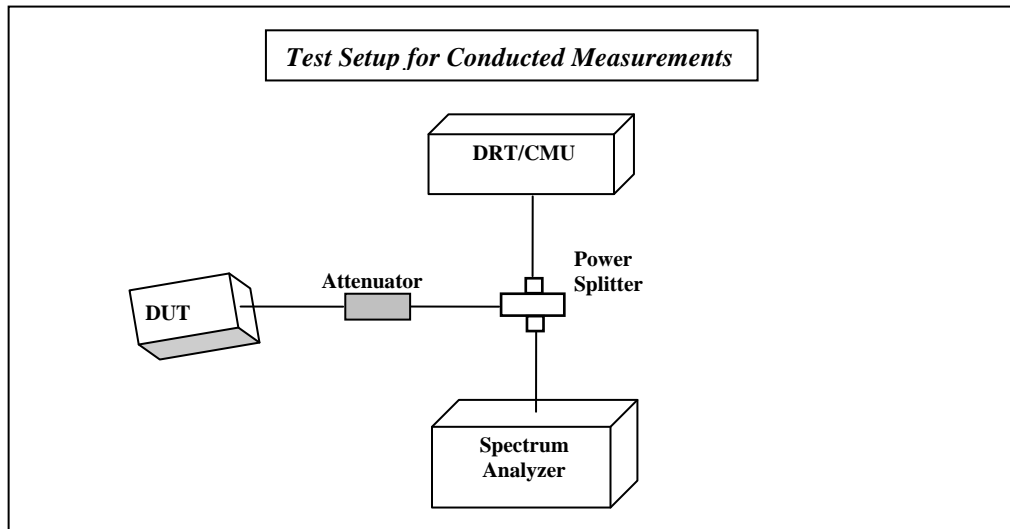 Test Setup for Conducted Measurements
DRT/CMU
Power
Splitter
Attenuator
DUT
Spectrum
Analyzer